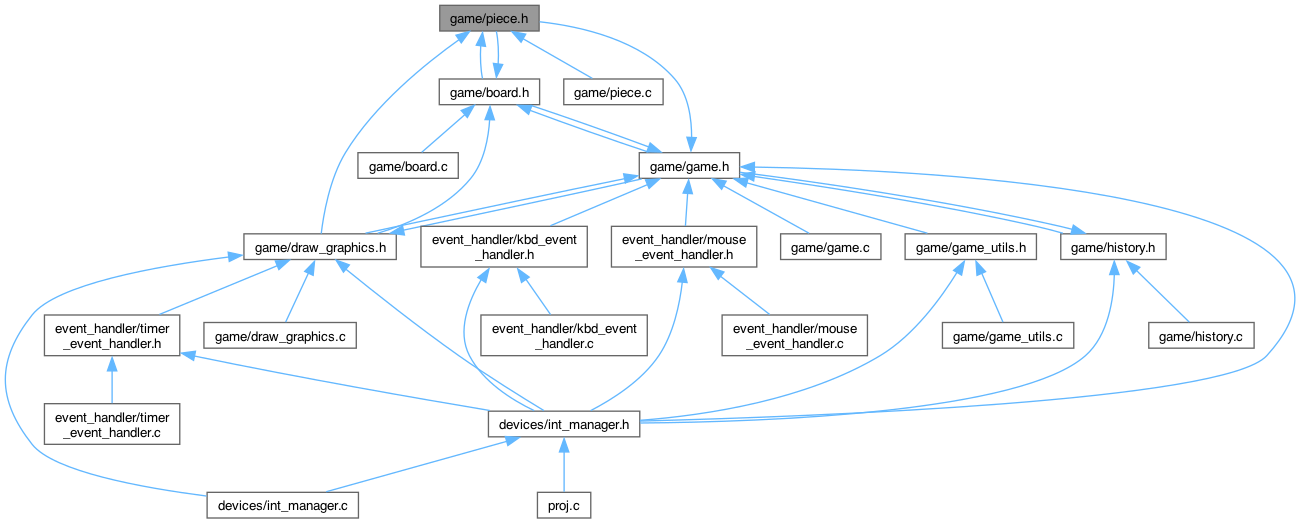 game/piece.h
game/board.h
game/piece.c
game/board.c
game/game.h
game/draw_graphics.h
event_handler/kbd_event
_handler.h
event_handler/mouse
_event_handler.h
game/game.c
game/game_utils.h
game/history.h
event_handler/timer
_event_handler.h
game/draw_graphics.c
event_handler/kbd_event
_handler.c
event_handler/mouse
_event_handler.c
game/game_utils.c
game/history.c
event_handler/timer
_event_handler.c
devices/int_manager.h
devices/int_manager.c
proj.c